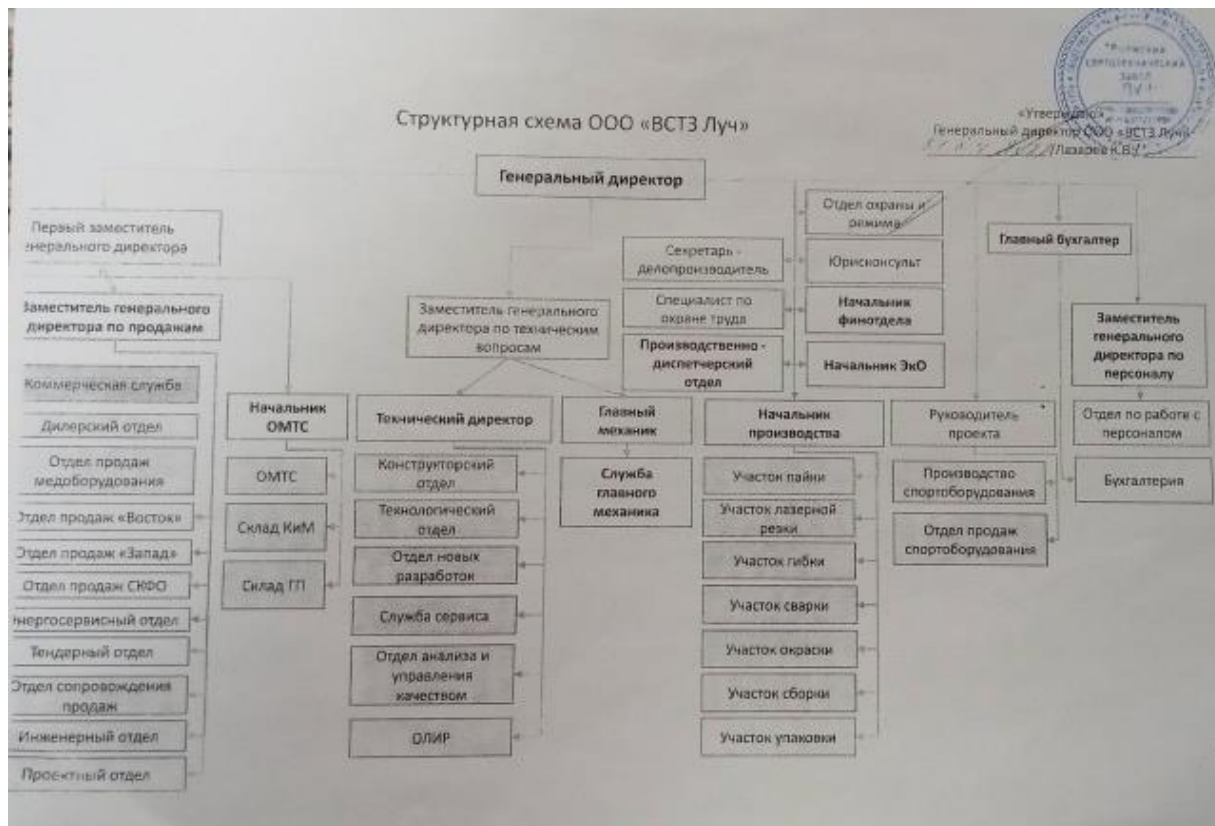 Структурная схема ООО «ВСТЗ Луч»
«Утверждаю»
Генеральный директор ООО «ВСТЗ Луч»
/Лазарев К.В./
Генеральный директор
Первый заместитель
енерального директора
Заместитель генерального
директора по продажам
Коммерческая служба
Дилерский отдел
Отдел продаж
медоборудования
Отдел продаж «Восток»
Отдел продаж «Запад»
Отдел продаж СКФО
Энергосервисный отдел
Тендерный отдел
Отдел сопровождения
продаж
Инженерный отдел
Проектный отдел
Начальник
ОМТС
ОМТС
Склад КиМ
Склад ГП
Заместитель генерального
директора по техническим
вопросам
Технический директор
Конструкторский
отдел
Технологический
отдел
Отдел новых
разработок
Служба сервиса
Отдел анализа и
управления
качеством
ОЛИР
Главный
механик
Служба
главного
механика
Секретарь -
делопроизводитель
Специалист по
охране труда
Производственно -
диспетчерский
отдел
Отдел охраны и
режима
Юрисконсульт
Начальник
финотдела
Начальник ЭкО
Начальник
производства
Участок пайки
Участок лазерной
резки
Участок гибки
Участок сварки
Участок окраски
Участок сборки
Участок упаковки
Руководитель
проекта
Производство
спортоборудования
Отдел продаж
спортоборудования
Главный бухгалтер
Заместитель
генерального
директора по
персоналу
Отдел по работе с
персоналом
Бухгалтерия